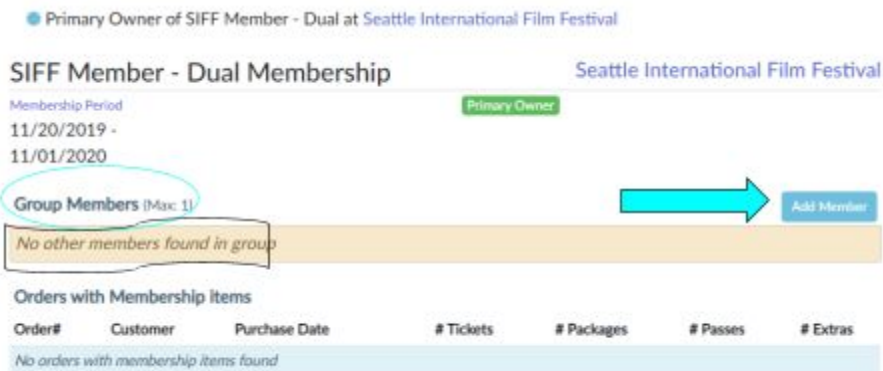 Primary Owner of SIFF Member - Dual at Seattle International Film Festival
SIFF Member - Dual Membership Seattle International Film Festival
Membership Period Primary Owner
11/20/2019 -
11/01/2020
Group Members (Max: 1) Add Member
No other members found in group
Orders with Membership items
Order# Customer Purchase Date # Tickets # Packages # Passes # Extras
No orders with membership items found